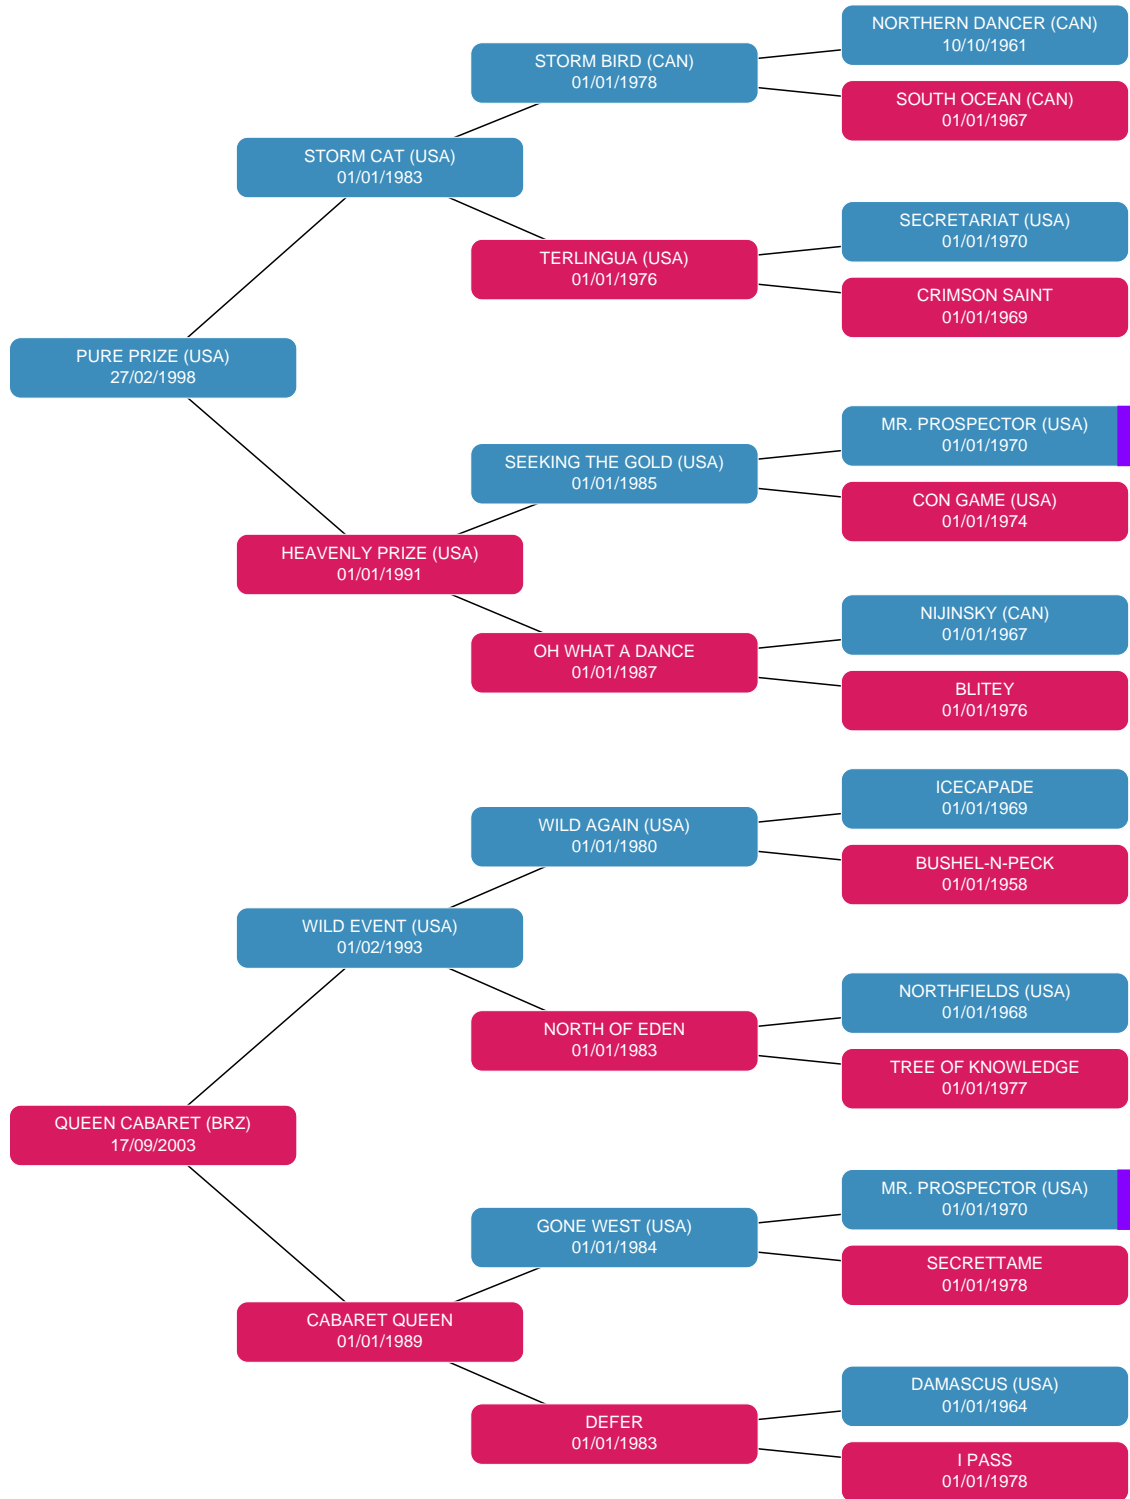 NORTHERN DANCER (CAN)
10/10/1961
STORM BIRD (CAN)
01/01/1978
SOUTH OCEAN (CAN)
01/01/1967
STORM CAT (USA)
01/01/1983
SECRETARIAT (USA)
01/01/1970
TERLINGUA (USA)
01/01/1976
CRIMSON SAINT
01/01/1969
PURE PRIZE (USA)
27/02/1998
MR. PROSPECTOR (USA)
01/01/1970
SEEKING THE GOLD (USA)
01/01/1985
CON GAME (USA)
01/01/1974
HEAVENLY PRIZE (USA)
01/01/1991
NIJINSKY (CAN)
01/01/1967
OH WHAT A DANCE
01/01/1987
BLITEY
01/01/1976
ICECAPADE
01/01/1969
WILD AGAIN (USA)
01/01/1980
BUSHEL-N-PECK
01/01/1958
WILD EVENT (USA)
01/02/1993
NORTHFIELDS (USA)
01/01/1968
NORTH OF EDEN
01/01/1983
TREE OF KNOWLEDGE
01/01/1977
QUEEN CABARET (BRZ)
17/09/2003
MR. PROSPECTOR (USA)
01/01/1970
GONE WEST (USA)
01/01/1984
SECRETTAME
01/01/1978
CABARET QUEEN
01/01/1989
DAMASCUS (USA)
01/01/1964
DEFER
01/01/1983
I PASS
01/01/1978